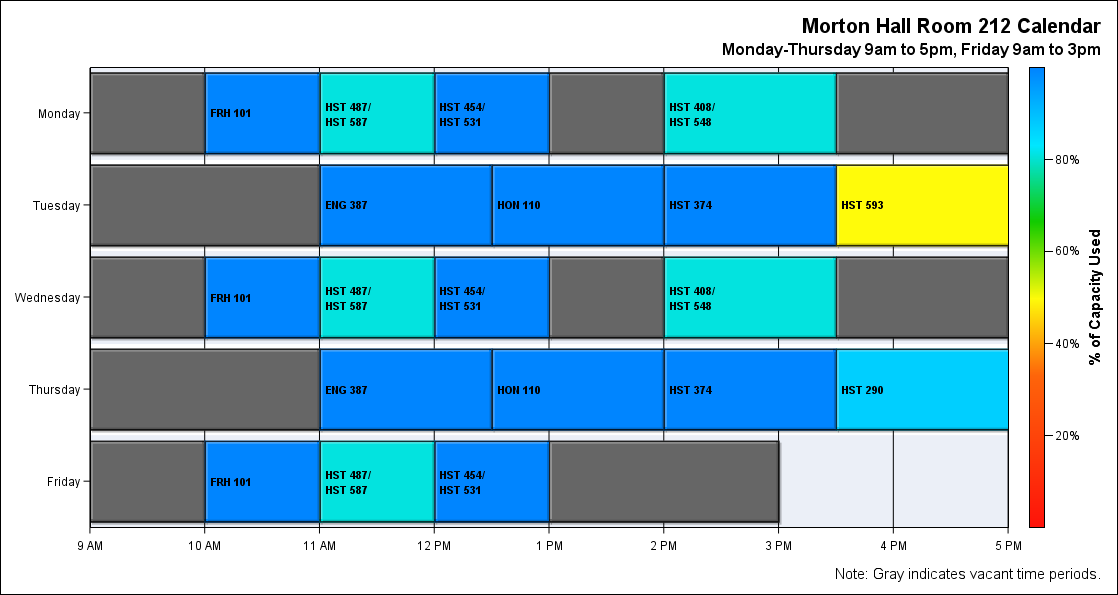 Morton Hall Room 212 Calendar
Monday-Thursday 9am to 5pm, Friday 9am to 3pm
Monday
FRH 101
HST 487/
HST 587
HST 454/
HST 531
HST 408/
HST 548
Tuesday
ENG 387
HON 110
HST 374
HST 593
Wednesday
FRH 101
HST 487/
HST 587
HST 454/
HST 531
HST 408/
HST 548
Thursday
ENG 387
HON 110
HST 374
HST 290
Friday
FRH 101
HST 487/
HST 587
HST 454/
HST 531
9 AM
10 AM
11 AM
12 PM
1 PM
2 PM
3 PM
4 PM
5 PM
80%
60%
40%
20%
% of Capacity Used
Note: Gray indicates vacant time periods.